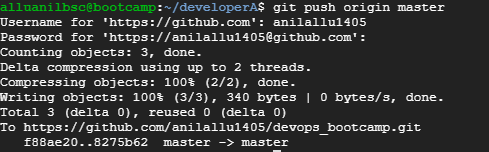 alluanilbsc@bootcamp:~/developerA$ git push origin master
Username for 'https://github.com': anilallu1405
Password for 'https://anilallu1405@github.com':
Counting objects: 3, done.
Delta compression using up to 2 threads.
Compressing objects: 100% (2/2), done.
Writing objects: 100% (3/3), 340 bytes | 0 bytes/s, done.
Total 3 (delta 0), reused 0 (delta 0)
To https://github.com/anilallu1405/devops_bootcamp.git
   f88ae20..8275b62  master -> master